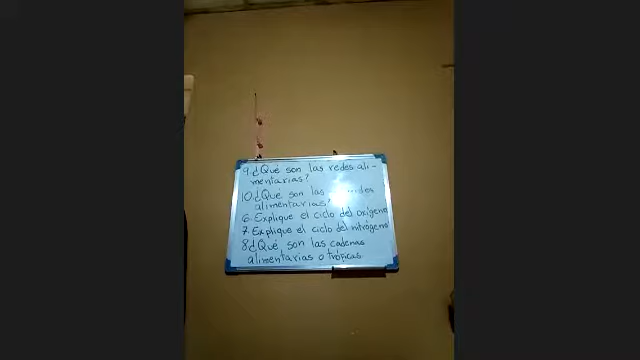 9¿Qué son las redes ali-
mentarias?
10¿Qué son las
alimentarias?
6. Explique el ciclo del oxígeno
7. Explique el ciclo del nitrógeno
8¿Qué son las cadenas
alimentarias o tróficas.